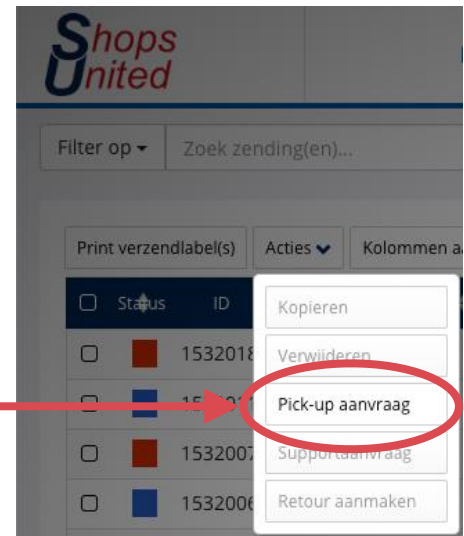 Shops
United
Filter op
Zoek zending(en)...
Print verzendlabel(s) Acties Kolommen
Status ID
Kopieren
1532018 Verwijderen
Pick-up aanvraag
1532007 Supportaanvraag
1532006 Retour aanmaken